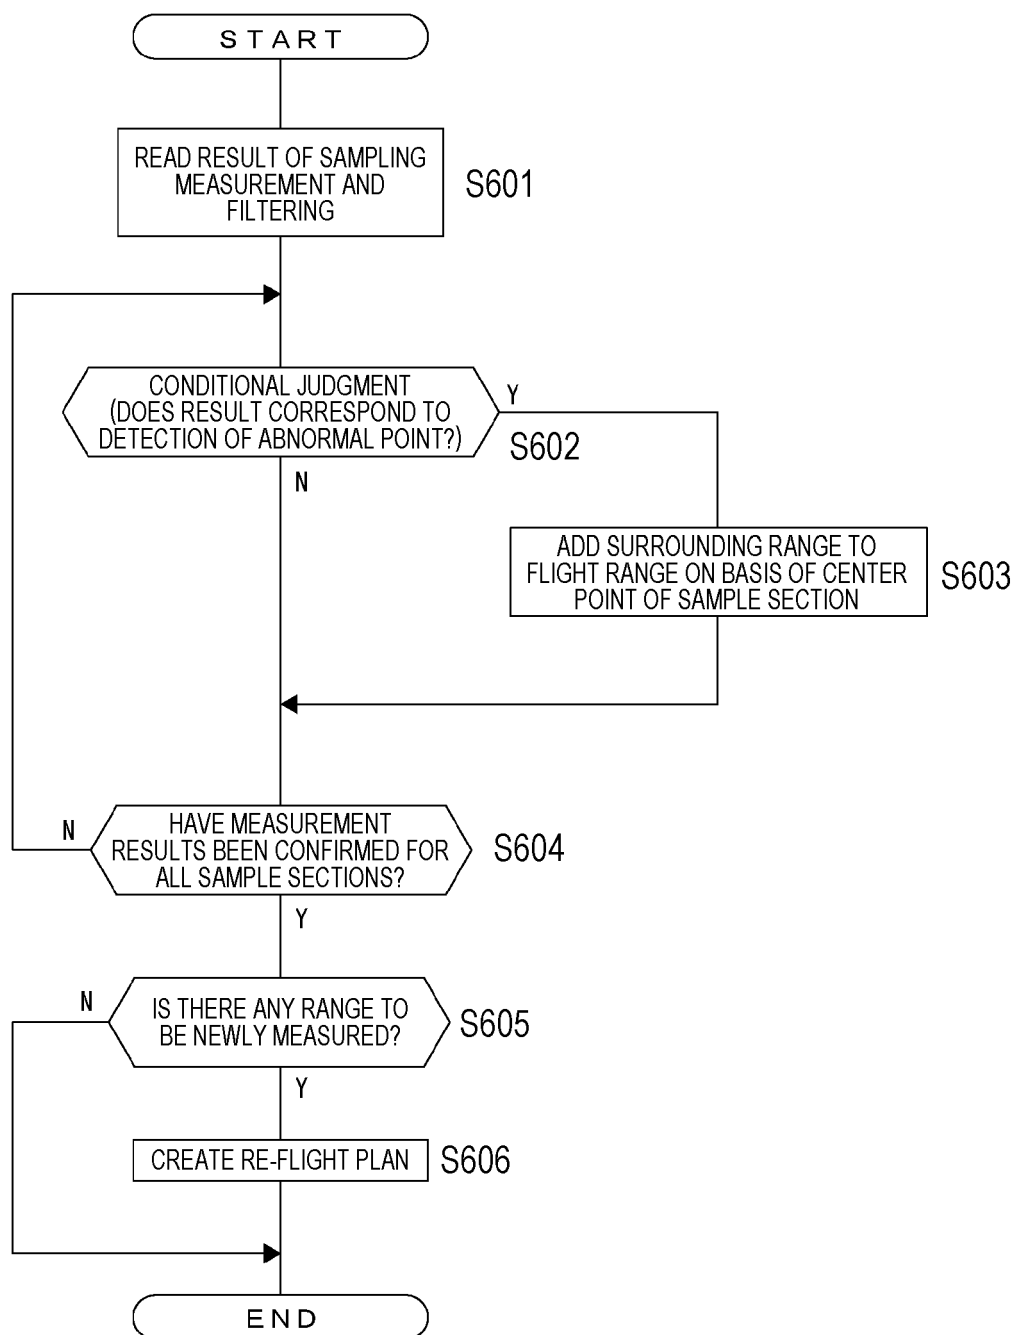 START
READ RESULT OF SAMPLING
MEASUREMENT AND
FILTERING
S601
CONDITIONAL JUDGMENT
(DOES RESULT CORRESPOND TO
DETECTION OF ABNORMAL POINT?)
Y
S602
N
ADD SURROUNDING RANGE TO
FLIGHT RANGE ON BASIS OF CENTER
POINT OF SAMPLE SECTION
S603
N
HAVE MEASUREMENT
RESULTS BEEN CONFIRMED FOR
ALL SAMPLE SECTIONS?
S604
Y
N
IS THERE ANY RANGE TO
BE NEWLY MEASURED?
S605
Y
CREATE RE-FLIGHT PLAN
S606
END